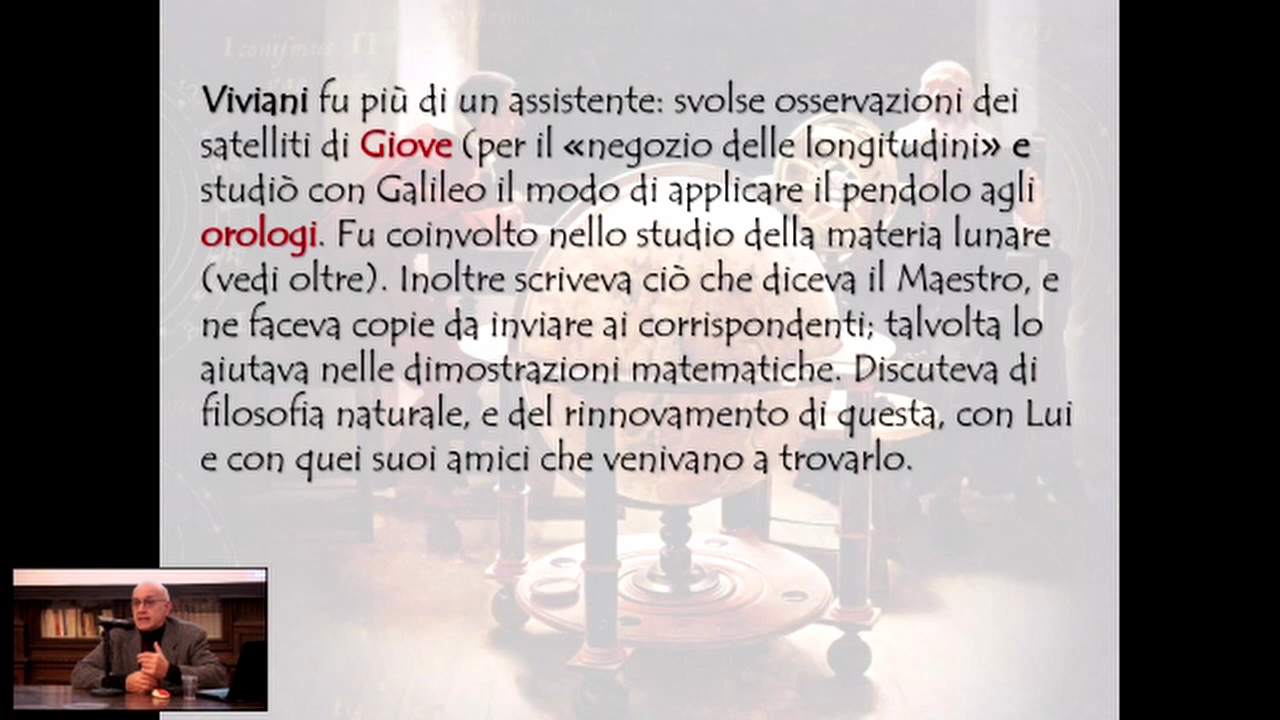 Viviani fu più di un assistente: svolse osservazioni dei
satelliti di Giove (per il «negozio delle longitudini» e
studiò con Galileo il modo di applicare il pendolo agli
orologi. Fu coinvolto nello studio della materia lunare
(vedi oltre). Inoltre scriveva ciò che diceva il Maestro, e
ne faceva copie da inviare ai corrispondenti; talvolta lo
aiutava nelle dimostrazioni matematiche. Discuteva di
filosofia naturale, e del rinnovamento di questa, con Lui
e con quei suoi amici che venivano a trovarlo.